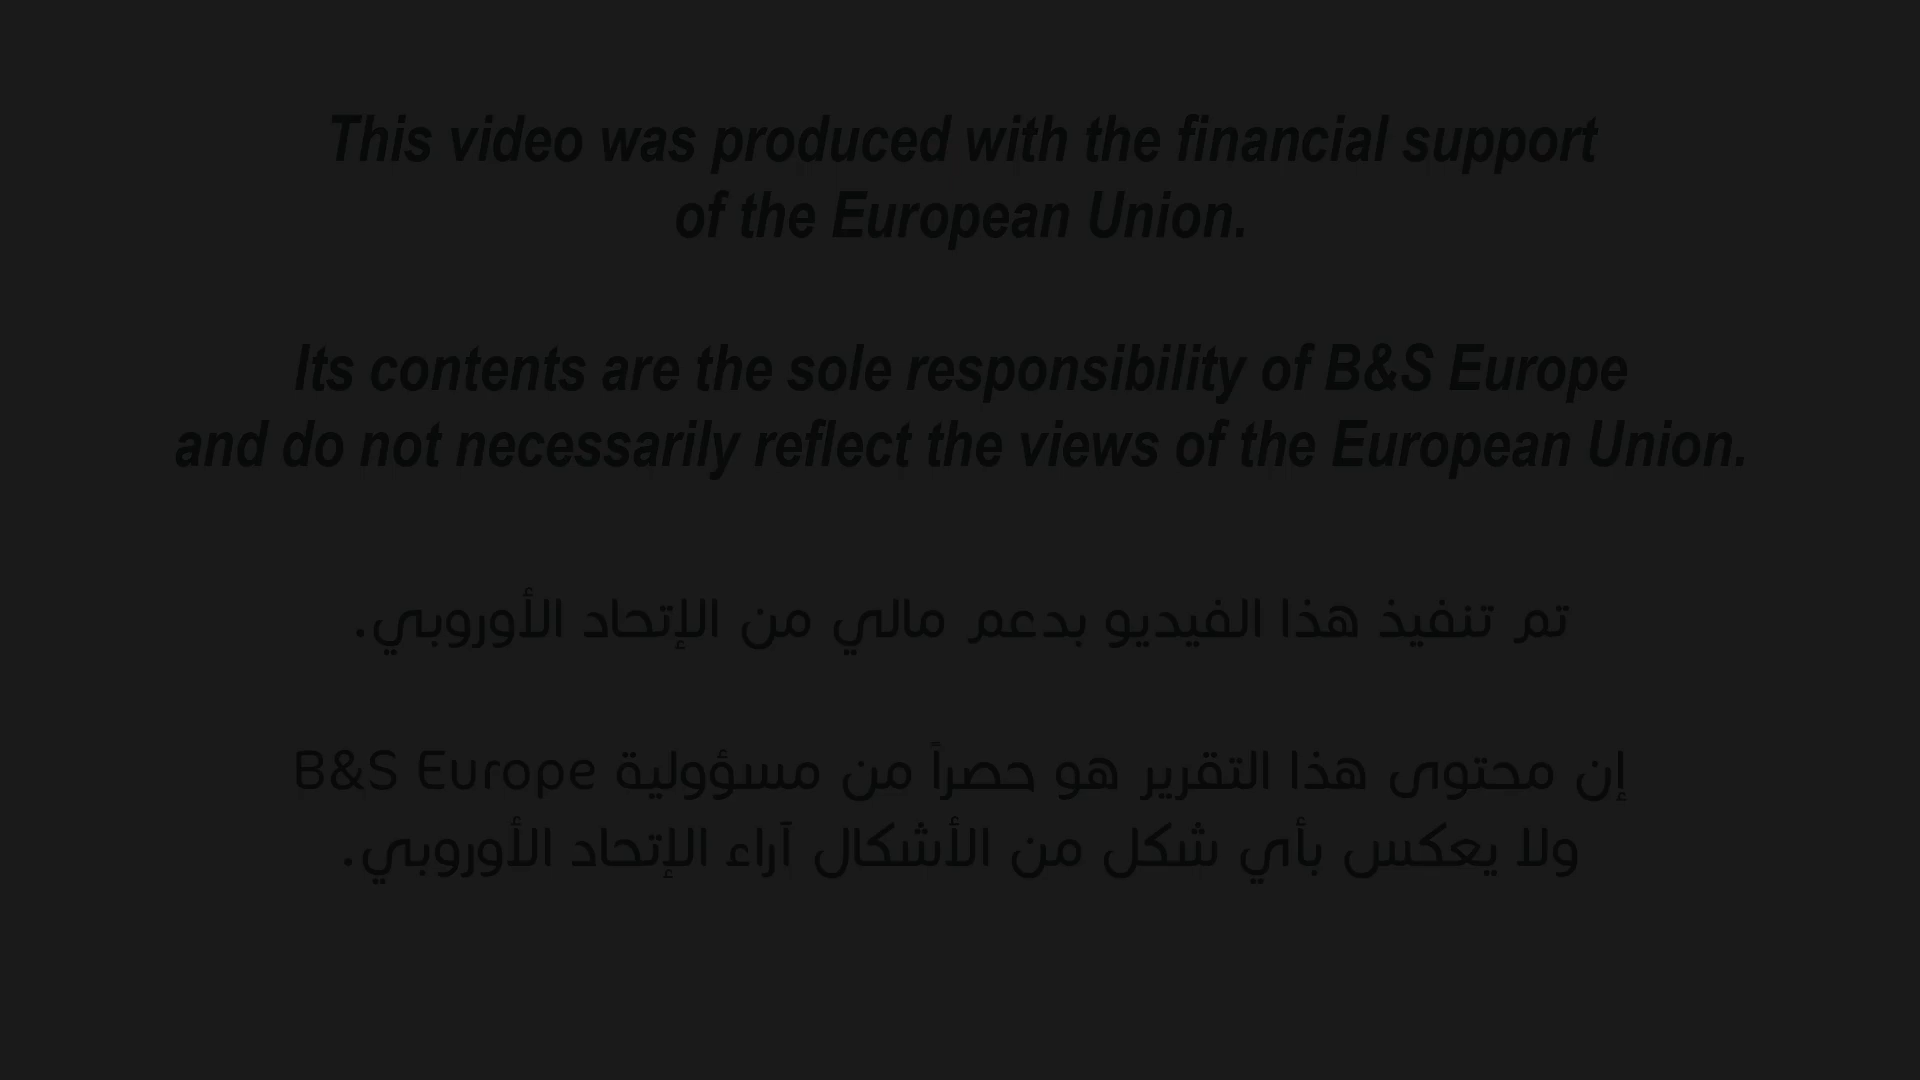 This video was produced with the financial support
of the European Union.
Its contents are the sole responsibility of B&S Europe
and do not necessarily reflect the views of the European Union.
تم تنفيذ هذا الفيديو بدعم مالي من الإتحاد الأوروبي.
إن محتوى هذا التقرير هو حصراً من مسؤولية B&S Europe
ولا يعكس بأي شكل من الأشكال آراء الإتحاد الأوروبي.